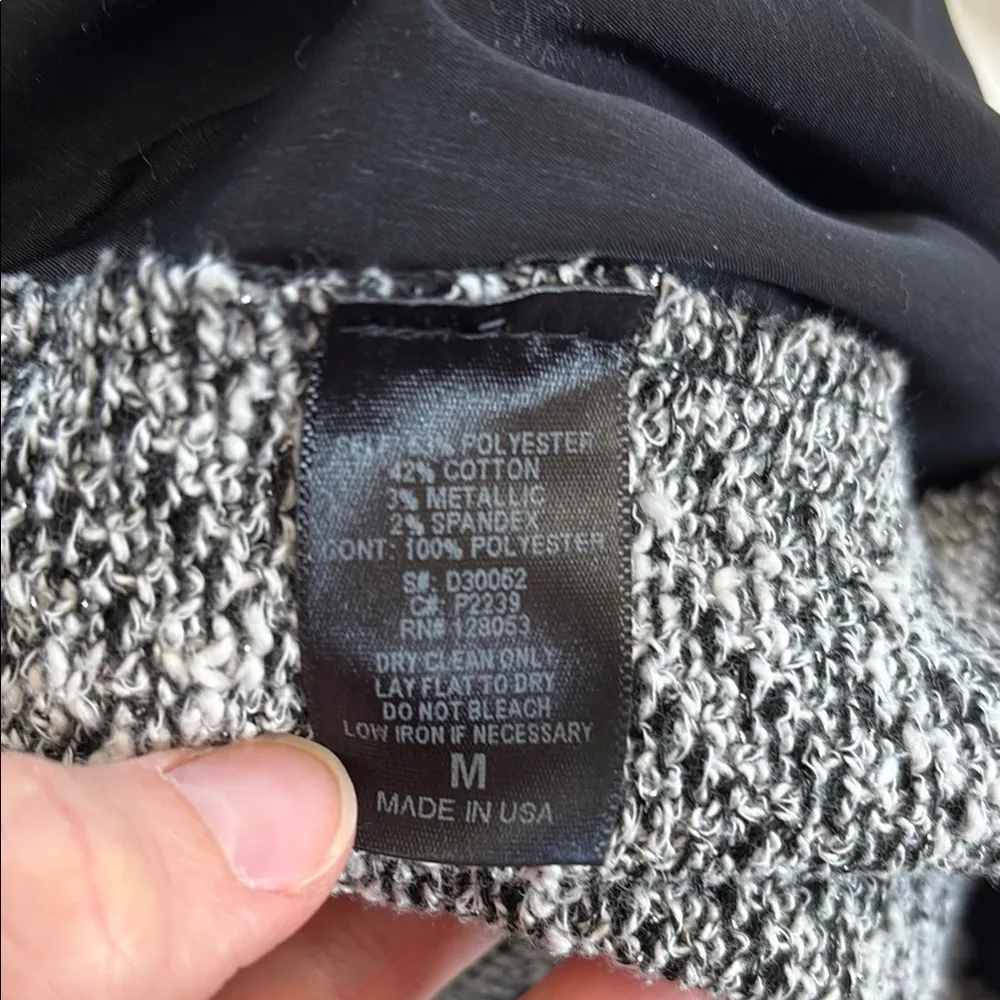 POLYESTER
42% COTTON
3% METALLIC
2% SPANDEX
CONT: 100% POLYESTER
S#: D30052
C#: P2239
RN# 128053
DRY CLEAN ONLY
LAY FLAT TO DRY
DO NOT BLEACH
LOW IRON IF NECESSARY
M
MADE IN USA